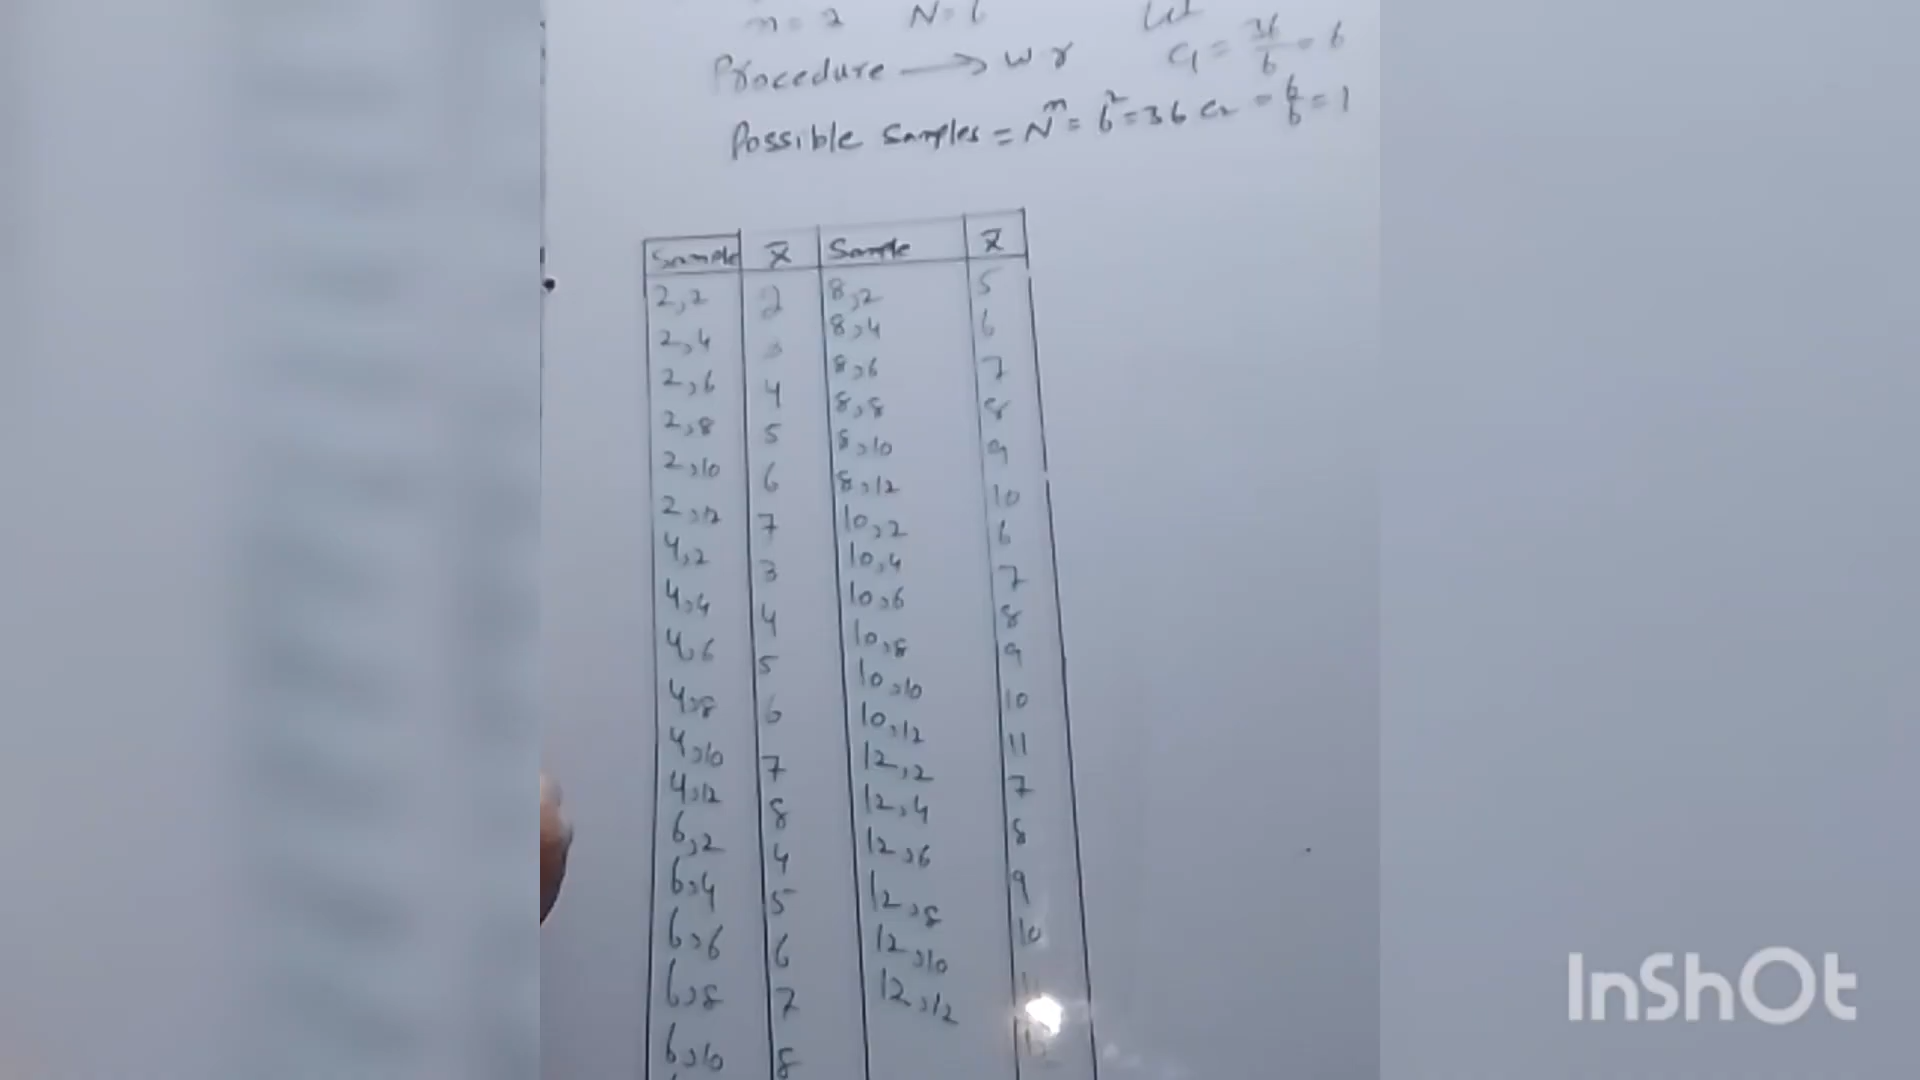 n = 2 N = 6
Procedure → w r C₁ = 36/6 = 6
Possible Samples = Nⁿ = 6² = 36 C₂ = 6/6 = 1
Sample x̄ Sample x̄
2,2 2 8,2 5
2,4 3 8,4 6
2,6 4 8,6 7
2,8 5 8,8 8
2,10 6 8,10 9
2,12 7 8,12 10
4,2 3 10,2 6
4,4 4 10,4 7
4,6 5 10,6 8
4,8 6 10,8 9
4,10 7 10,10 10
4,12 8 10,12 11
6,2 4 12,2 7
6,4 5 12,4 8
6,6 6 12,6 9
6,8 7 12,8 10
6,10 8 12,10
12,12 12
InShOt